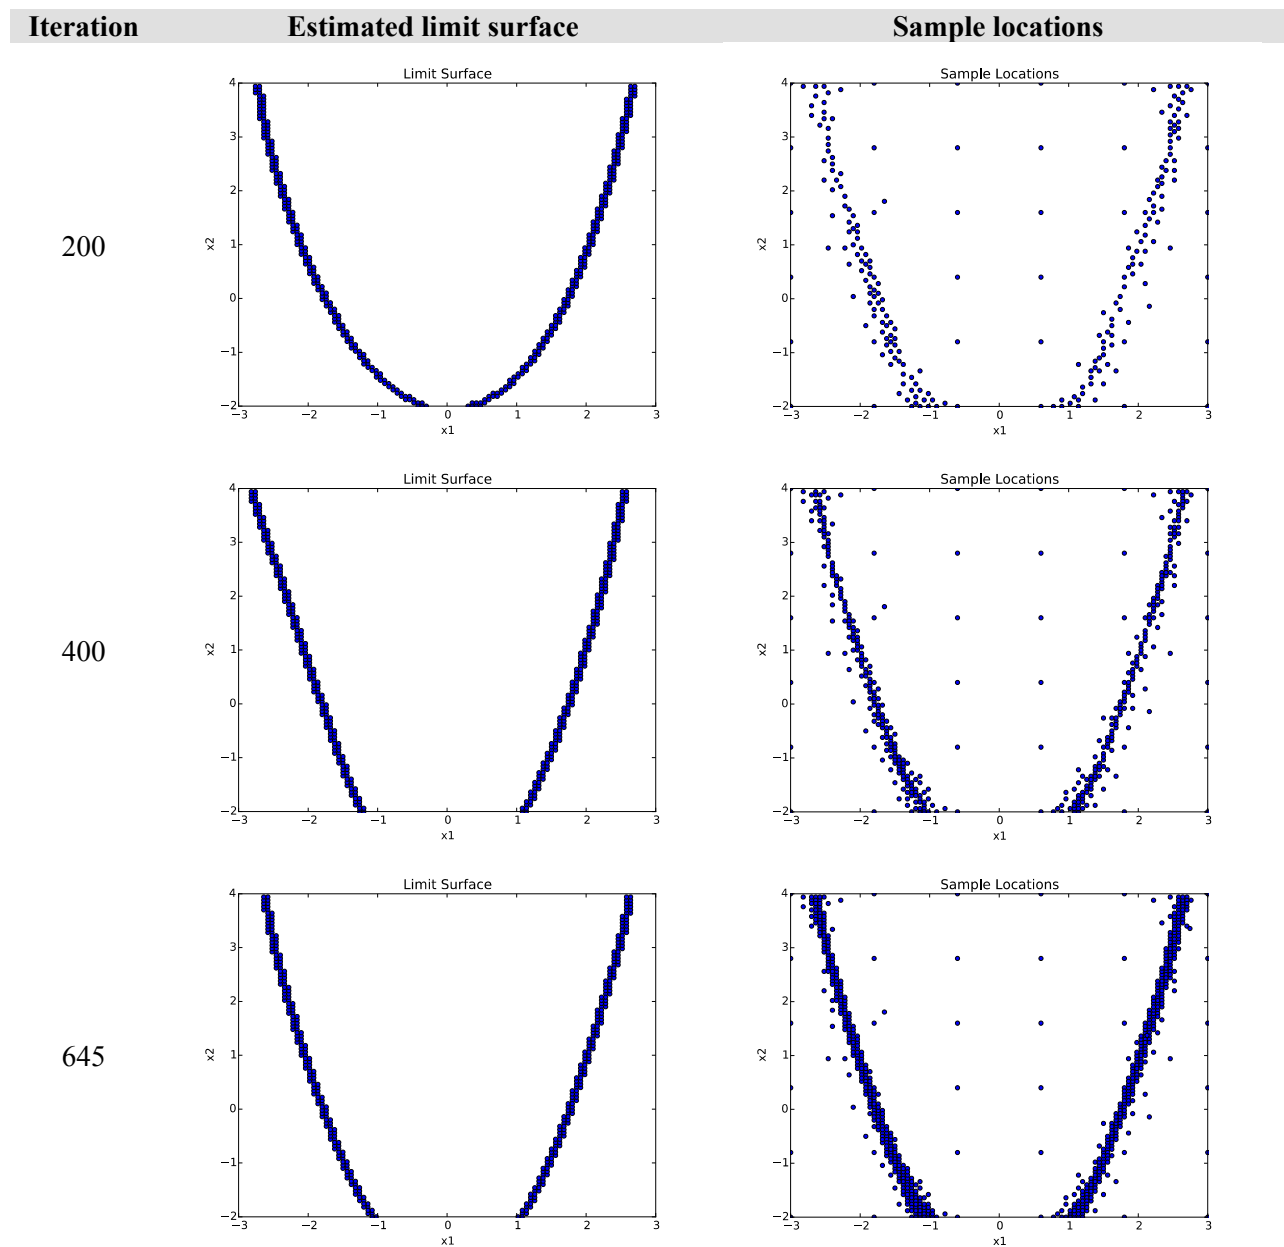 Iteration Estimated limit surface Sample locations
Limit Surface Sample Locations
4 4
3 3
2 2
200 x2 1 x2 1
0 0
−1 −1
−2 −2
−3 −2 −1 0 1 2 3 −3 −2 −1 0 1 2 3
x1 x1
Limit Surface Sample Locations
4 4
3 3
2 2
400 x2 1 x2 1
0 0
−1 −1
−2 −2
−3 −2 −1 0 1 2 3 −3 −2 −1 0 1 2 3
x1 x1
Limit Surface Sample Locations
4 4
3 3
2 2
645 x2 1 x2 1
0 0
−1 −1
−2 −2
−3 −2 −1 0 1 2 3 −3 −2 −1 0 1 2 3
x1 x1